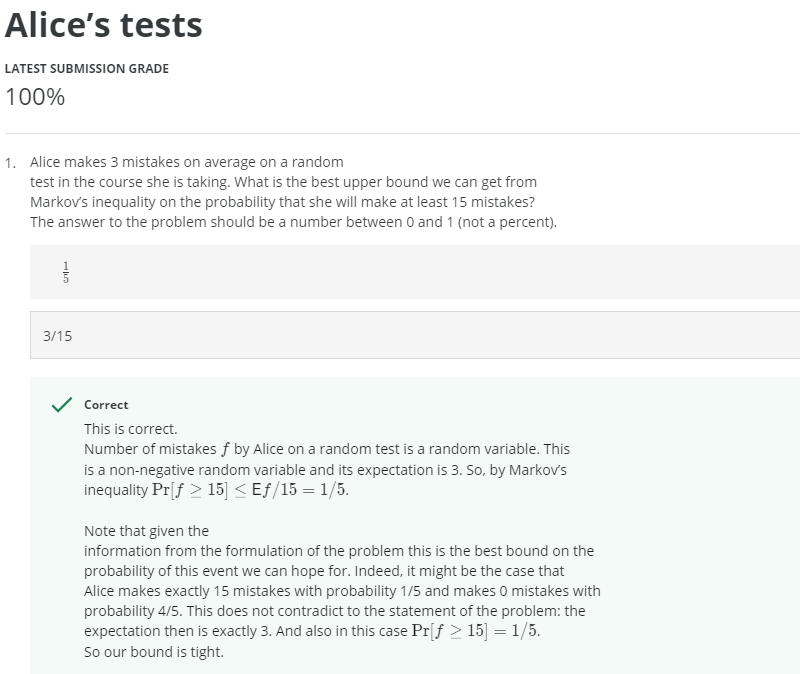 Alice’s tests
LATEST SUBMISSION GRADE
100%
1. Alice makes 3 mistakes on average on a random
test in the course she is taking. What is the best upper bound we can get from
Markov’s inequality on the probability that she will make at least 15 mistakes?
The answer to the problem should be a number between 0 and 1 (not a percent).
1/5
3/15
Correct
This is correct.
Number of mistakes f by Alice on a random test is a random variable. This
is a non-negative random variable and its expectation is 3. So, by Markov’s
inequality Pr[f ≥ 15] ≤ Ef/15 = 1/5.
Note that given the
information from the formulation of the problem this is the best bound on the
probability of this event we can hope for. Indeed, it might be the case that
Alice makes exactly 15 mistakes with probability 1/5 and makes 0 mistakes with
probability 4/5. This does not contradict to the statement of the problem: the
expectation then is exactly 3. And also in this case Pr[f ≥ 15] = 1/5.
So our bound is tight.